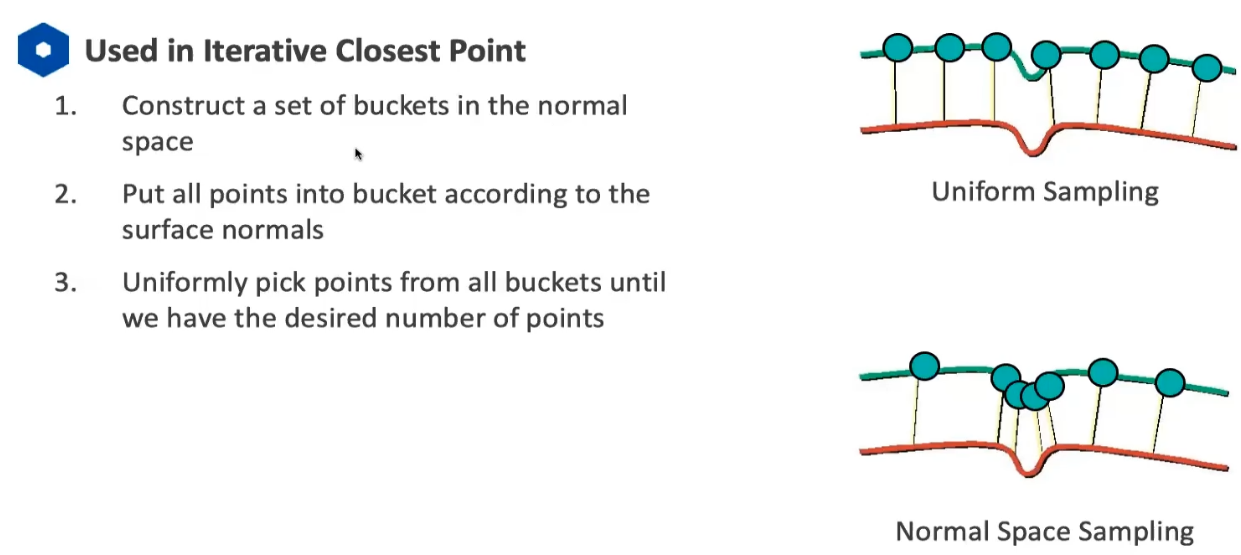 Used in Iterative Closest Point
1. Construct a set of buckets in the normal
space
2. Put all points into bucket according to the
surface normals
3. Uniformly pick points from all buckets until
we have the desired number of points
Uniform Sampling
Normal Space Sampling